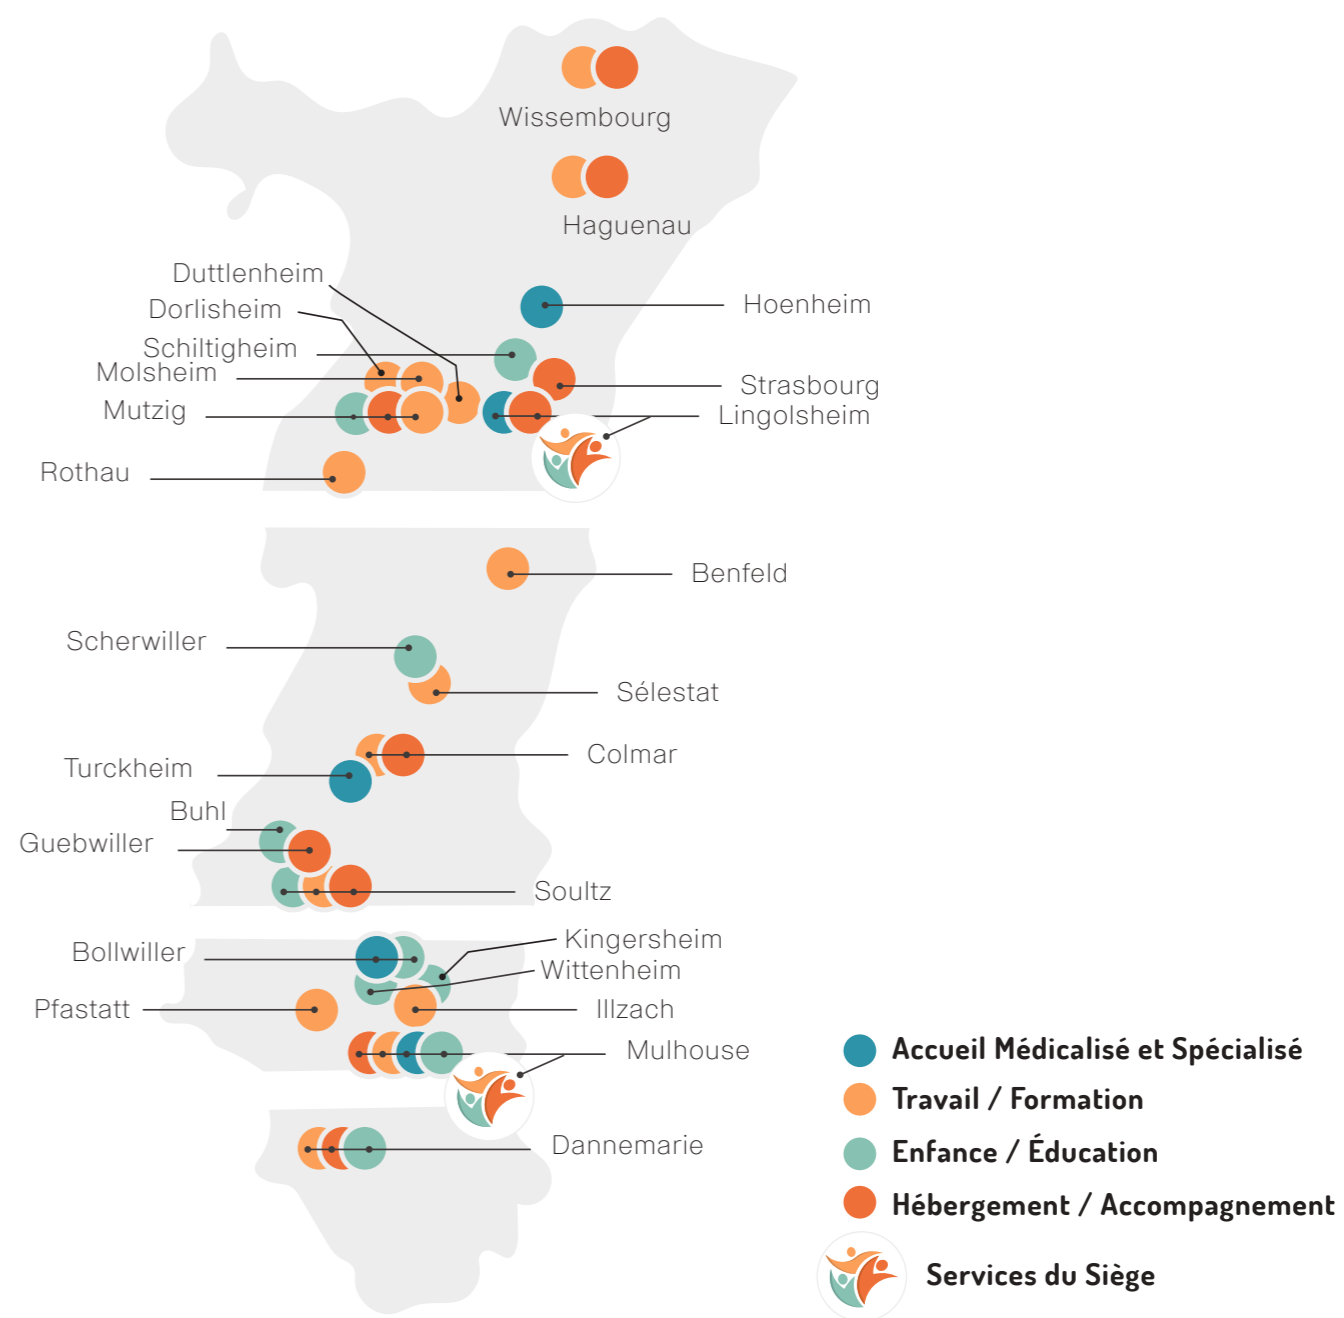 Wissembourg
Haguenau
Duttlenheim
Dorlisheim
Hoenheim
Schiltigheim
Molsheim
Strasbourg
Mutzig
Lingolsheim
Rothau
Benfeld
Scherwiller
Sélestat
Colmar
Turckheim
Buhl
Guebwiller
Soultz
Kingersheim
Bollwiller
Wittenheim
Pfastatt
Illzach
Mulhouse
Accueil Médicalisé et Spécialisé
Travail / Formation
Dannemarie
Enfance / Éducation
Hébergement / Accompagnement
Services du Siège